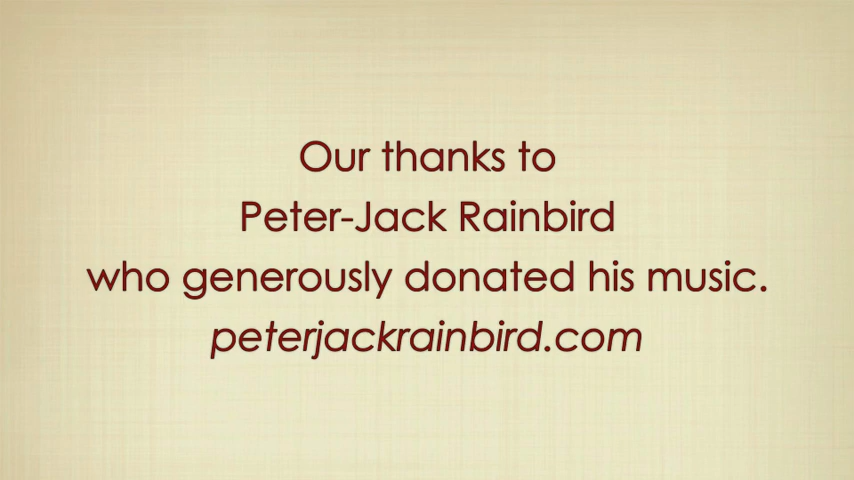 Our thanks to
Peter-Jack Rainbird
who generously donated his music.
peterjackrainbird.com